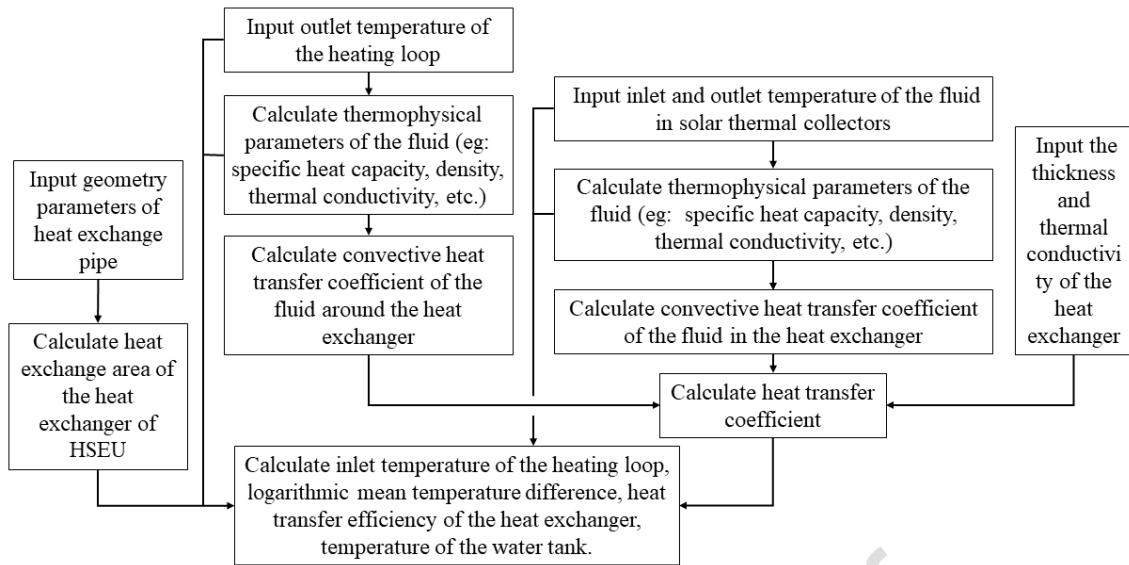 Input outlet temperature of
the heating loop
Calculate thermophysical
parameters of the fluid (eg:
specific heat capacity, density,
thermal conductivity, etc.)
Calculate convective heat
transfer coefficient of the
fluid around the heat
exchanger
Input geometry
parameters of
heat exchange
pipe
Calculate heat
exchange area of
the heat
exchanger of
HSEU
Input inlet and outlet temperature of the fluid
in solar thermal collectors
Calculate thermophysical parameters of the
fluid (eg: specific heat capacity, density,
thermal conductivity, etc.)
Calculate convective heat transfer coefficient
of the fluid in the heat exchanger
Input the
thickness
and
thermal
conductivi
ty of the
heat
exchanger
Calculate heat transfer
coefficient
Calculate inlet temperature of the heating loop,
logarithmic mean temperature difference, heat
transfer efficiency of the heat exchanger,
temperature of the water tank.